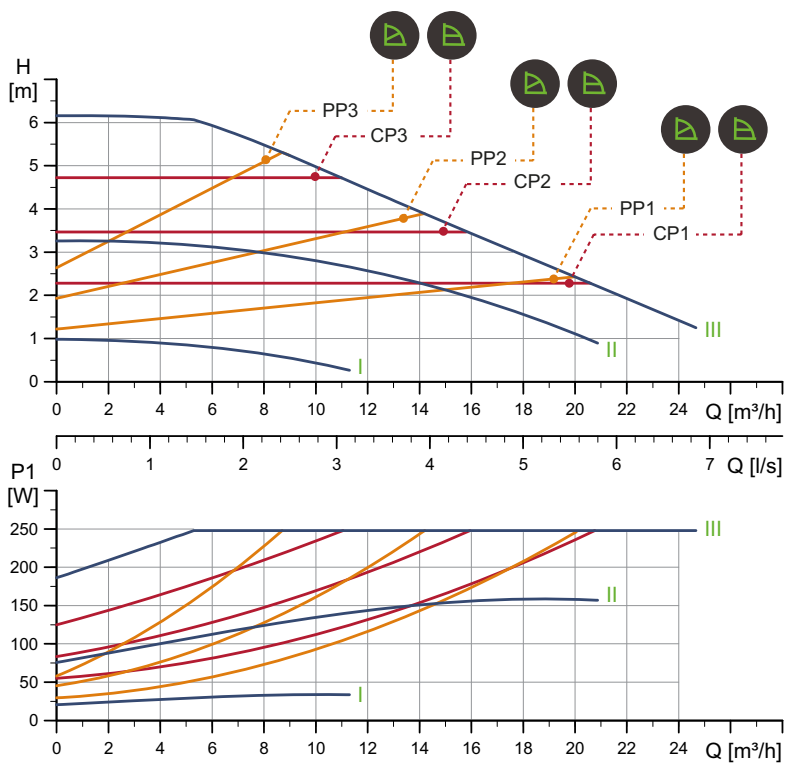 H
[m]
PP3
CP3
PP2
CP2
PP1
CP1
6
5
4
3
2
1
0
III
II
I
0 2 4 6 8 10 12 14 16 18 20 22 24 Q [m³/h]
0 1 2 3 4 5 6 7 Q [l/s]
P1
[W]
250
200
150
100
50
0
III
II
I
0 2 4 6 8 10 12 14 16 18 20 22 24 Q [m³/h]